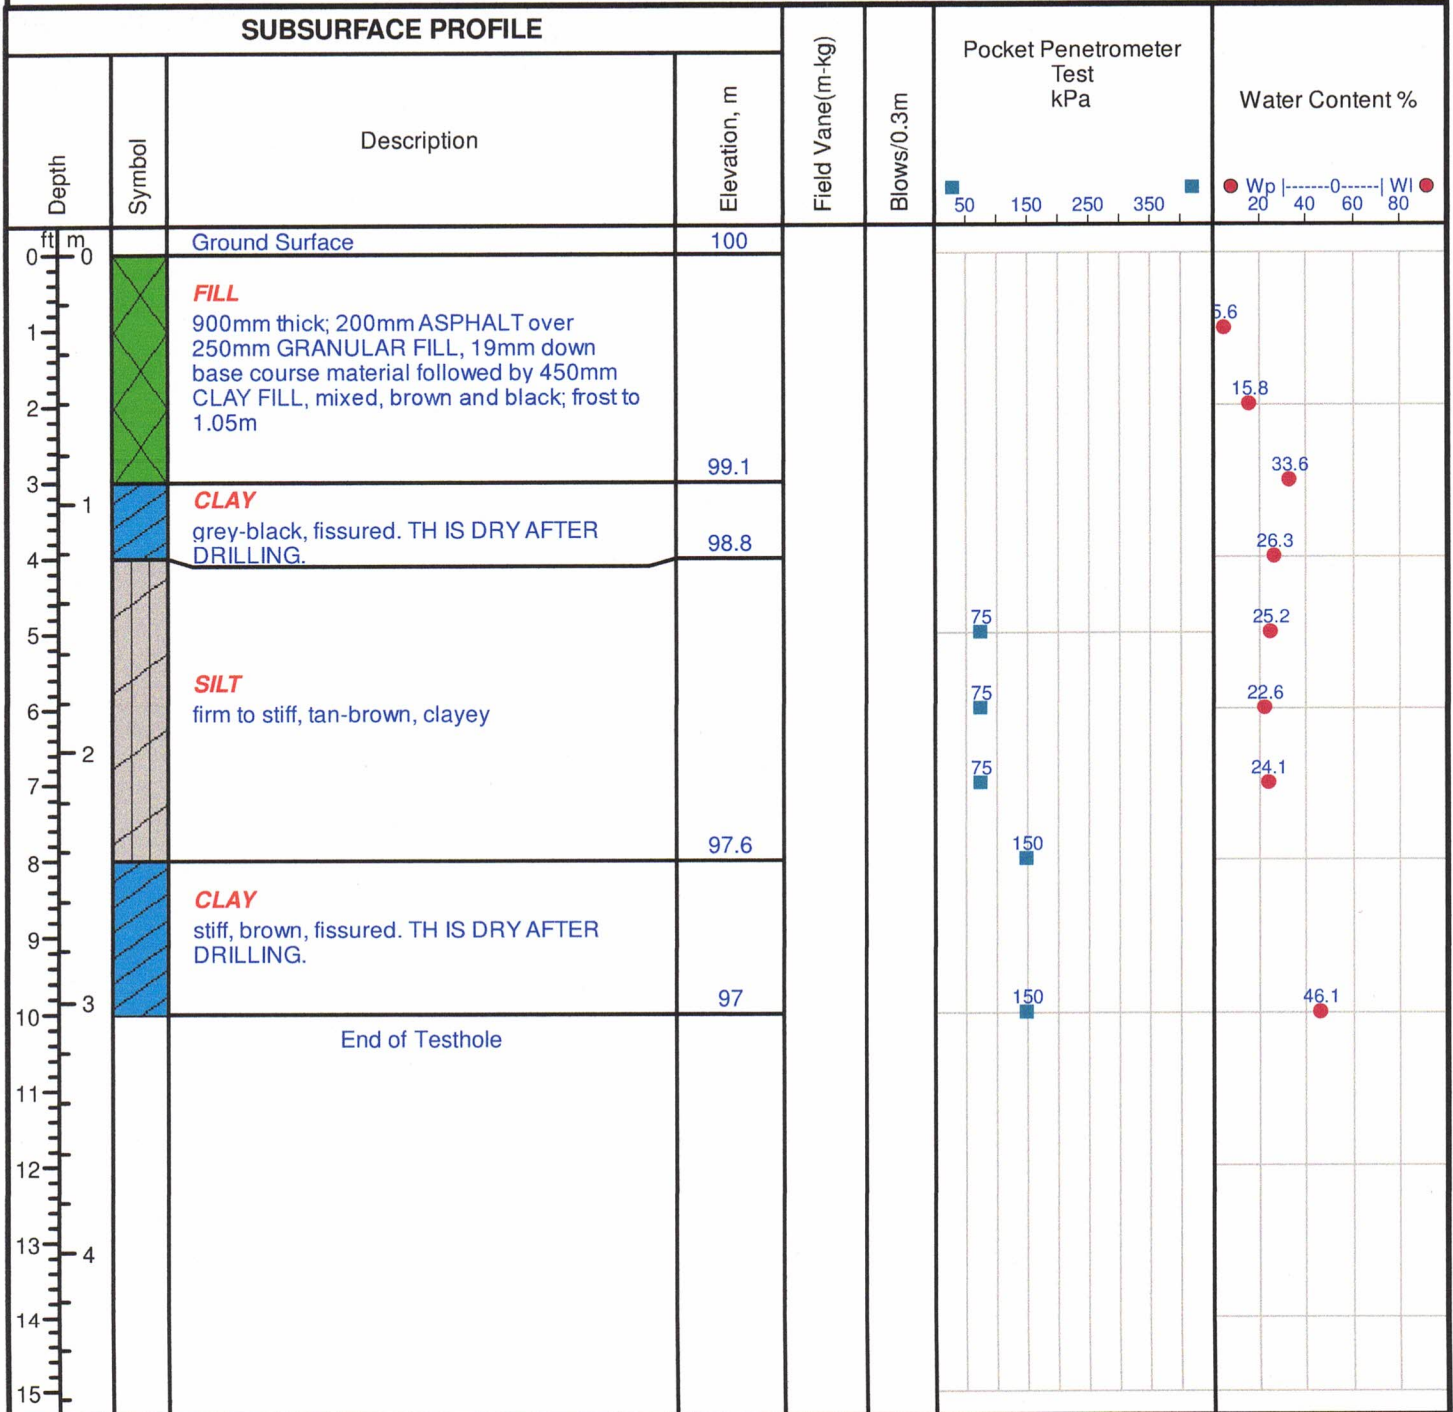 SUBSURFACE PROFILE
Depth
Symbol
Description
Elevation, m
Field Vane(m-kg)
Blows/0.3m
Pocket Penetrometer
Test
kPa
50 150 250 350
Water Content %
Wp |-------0------| Wl
20 40 60 80
ft m
0 0
1
2
3
1
4
5
6
2
7
8
9
3
10
11
12
13
4
14
15
Ground Surface
100
FILL
900mm thick; 200mm ASPHALT over
250mm GRANULAR FILL, 19mm down
base course material followed by 450mm
CLAY FILL, mixed, brown and black; frost to
1.05m
99.1
CLAY
grey-black, fissured. TH IS DRY AFTER
DRILLING.
98.8
SILT
firm to stiff, tan-brown, clayey
97.6
CLAY
stiff, brown, fissured. TH IS DRY AFTER
DRILLING.
97
End of Testhole
75
75
75
150
150
5.6
15.8
33.6
26.3
25.2
22.6
24.1
46.1